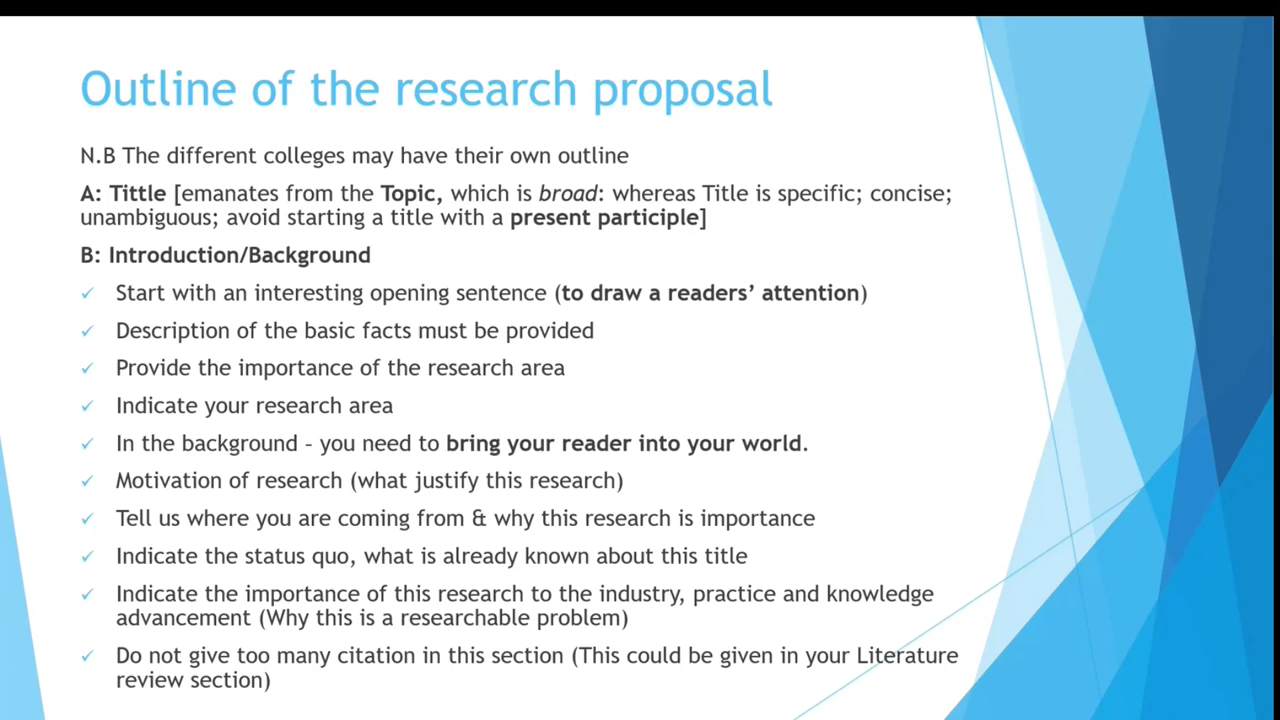 Outline of the research proposal
N.B The different colleges may have their own outline
A: Tittle [emanates from the Topic, which is broad: whereas Title is specific; concise;
unambiguous; avoid starting a title with a present participle]
B: Introduction/Background
✓ Start with an interesting opening sentence (to draw a readers’ attention)
✓ Description of the basic facts must be provided
✓ Provide the importance of the research area
✓ Indicate your research area
✓ In the background – you need to bring your reader into your world.
✓ Motivation of research (what justify this research)
✓ Tell us where you are coming from & why this research is importance
✓ Indicate the status quo, what is already known about this title
✓ Indicate the importance of this research to the industry, practice and knowledge
advancement (Why this is a researchable problem)
✓ Do not give too many citation in this section (This could be given in your Literature
review section)